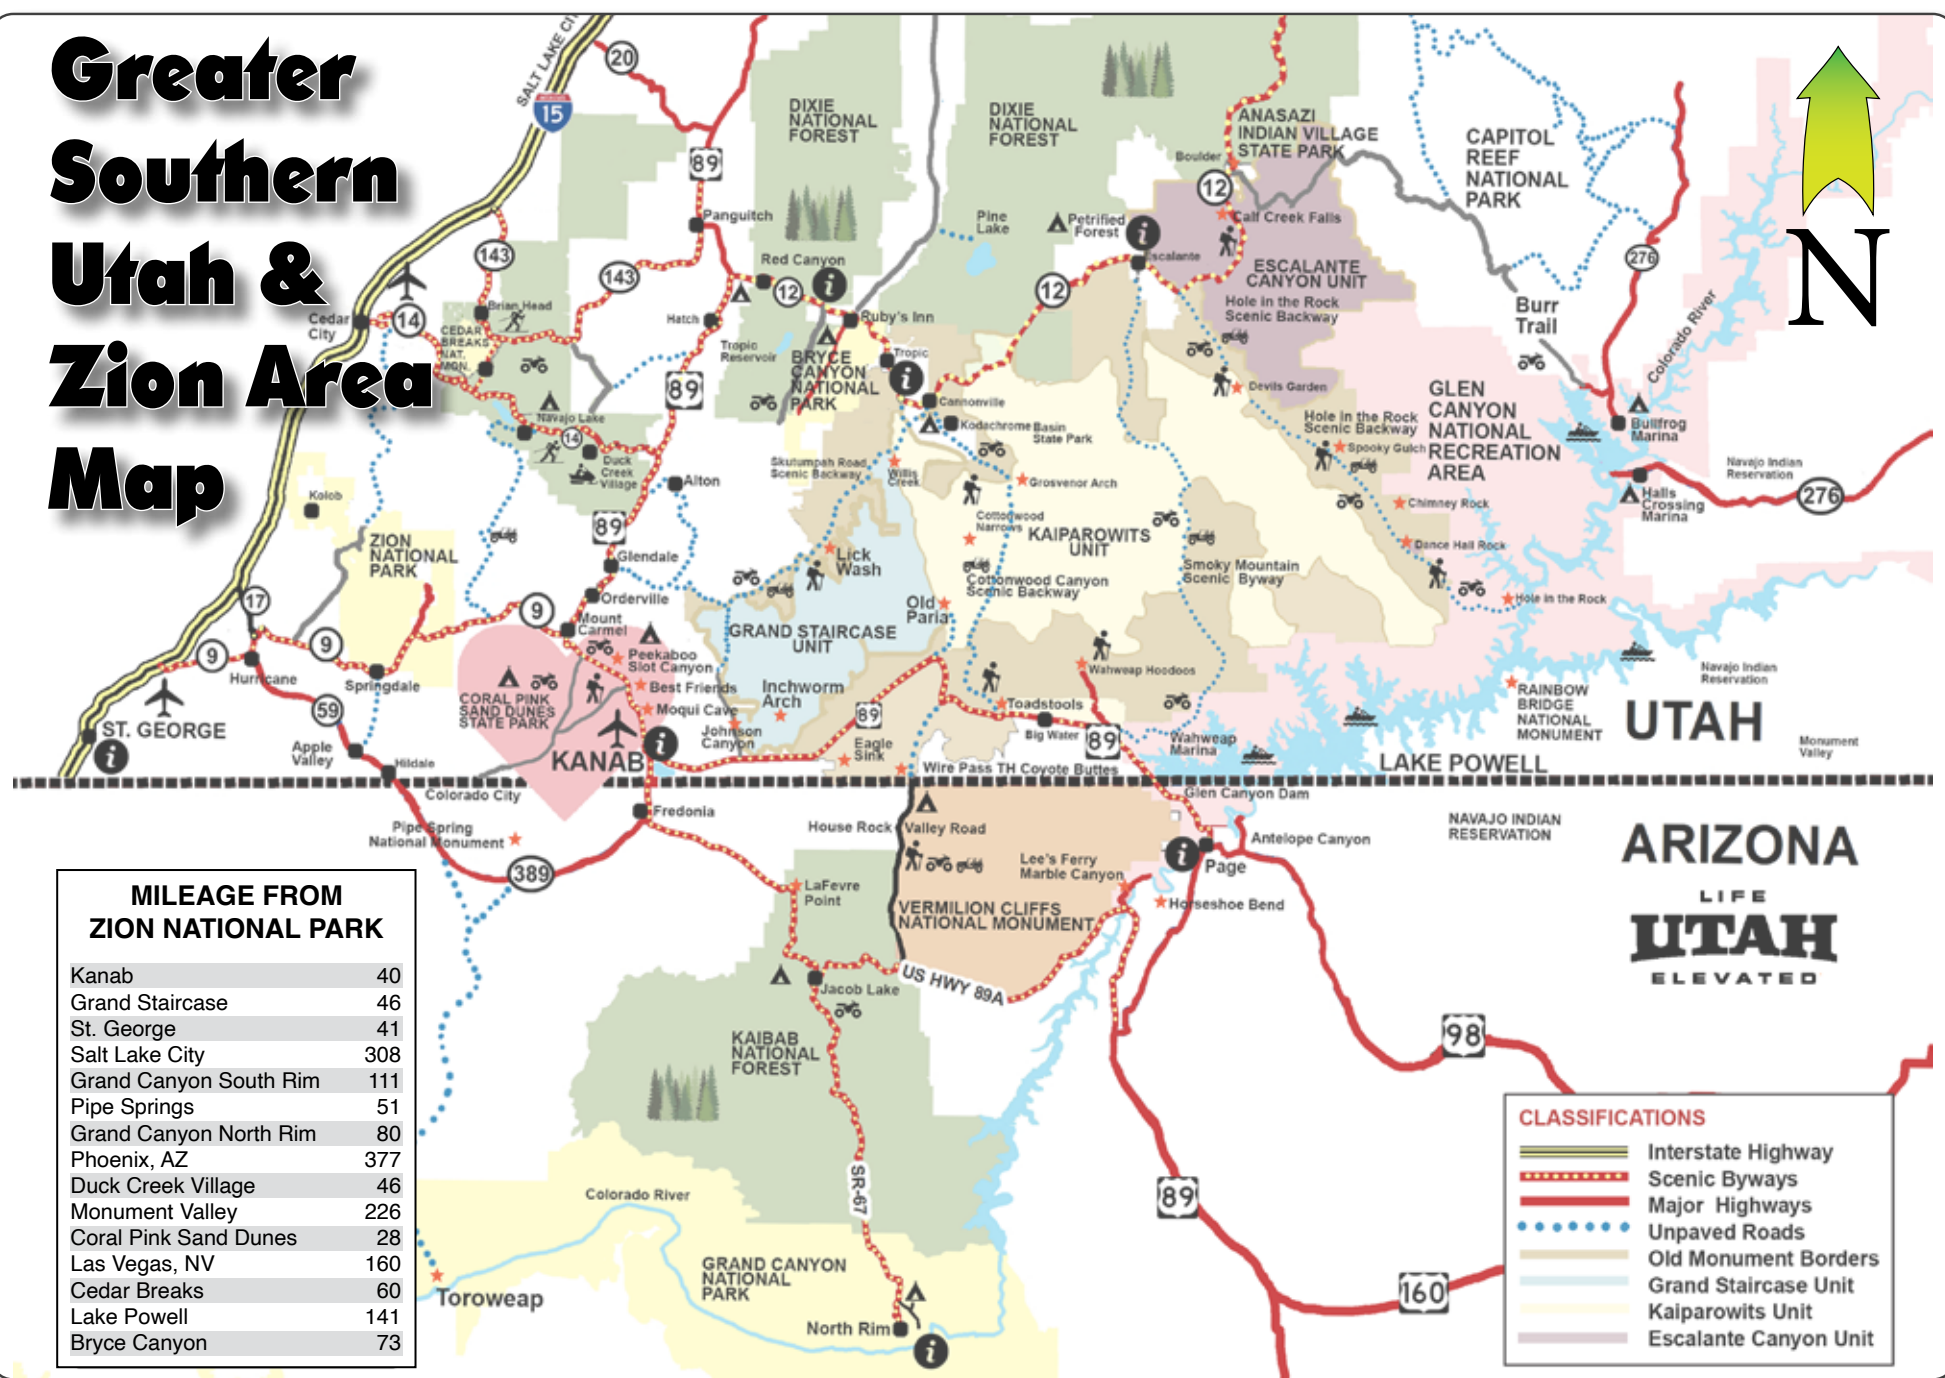 Greater
Southern
Utah &
Zion Area
Map
SALT LAKE CITY
15
20
89
DIXIE
NATIONAL
FOREST
DIXIE
NATIONAL
FOREST
ANASAZI
INDIAN VILLAGE
STATE PARK
Boulder
12
CAPITOL
REEF
NATIONAL
PARK
N
Panguitch
Pine
Lake
Petrified
Forest
Calf Creek Falls
143
143
Red Canyon
12
12
Escalante
ESCALANTE
CANYON UNIT
276
Brian Head
Hatch
Ruby's Inn
Hole in the Rock
Scenic Backway
Burr
Trail
Colorado River
Cedar
City
14
CEDAR
BREAKS
NAT.
MON.
Tropic
Reservoir
BRYCE
CANYON
NATIONAL
PARK
Tropic
89
Devils Garden
GLEN
CANYON
NATIONAL
RECREATION
AREA
Cannonville
Navajo Lake
14
Kodachrome Basin
State Park
Hole in the Rock
Scenic Backway
Spooky Gulch
Bullfrog
Marina
Duck
Creek
Village
Alton
Skutumpah Road
Scenic Backway
Willis
Creek
Grosvenor Arch
Navajo Indian
Reservation
276
Kolob
Halls
Crossing
Marina
Chimney Rock
Cottonwood
Narrows
89
ZION
NATIONAL
PARK
Glendale
Lick
Wash
KAIPAROWITS
UNIT
Dance Hall Rock
Smoky Mountain
Scenic Byway
Cottonwood Canyon
Scenic Backway
17
Orderville
9
Old
Paria
Hole in the Rock
Mount
Carmel
GRAND STAIRCASE
UNIT
9
9
Peekaboo
Slot Canyon
Hurricane
Springdale
Wahweap Hoodoos
Navajo Indian
Reservation
Best Friends
Inchworm
Arch
CORAL PINK
SAND DUNES
STATE PARK
Moqui Cave
59
89
Toadstools
RAINBOW
BRIDGE
NATIONAL
MONUMENT
UTAH
ST. GEORGE
Johnson
Canyon
Big Water
89
Wahweap
Marina
Monument
Valley
Apple
Valley
Hildale
KANAB
Eagle
Sink
Wire Pass TH Coyote Buttes
LAKE POWELL
Colorado City
Glen Canyon Dam
Fredonia
Pipe Spring
National Monument
House Rock Valley Road
NAVAJO INDIAN
RESERVATION
ARIZONA
Antelope Canyon
Lee's Ferry
Marble Canyon
Page
389
LaFevre
Point
Horseshoe Bend
LIFE
UTAH
ELEVATED
VERMILION CLIFFS
NATIONAL MONUMENT
US HWY 89A
Jacob Lake
KAIBAB
NATIONAL
FOREST
98
SR-67
89
Colorado River
GRAND CANYON
NATIONAL
PARK
160
Toroweap
North Rim
MILEAGE FROM
ZION NATIONAL PARK
Kanab 40
Grand Staircase 46
St. George 41
Salt Lake City 308
Grand Canyon South Rim 111
Pipe Springs 51
Grand Canyon North Rim 80
Phoenix, AZ 377
Duck Creek Village 46
Monument Valley 226
Coral Pink Sand Dunes 28
Las Vegas, NV 160
Cedar Breaks 60
Lake Powell 141
Bryce Canyon 73
CLASSIFICATIONS
Interstate Highway
Scenic Byways
Major Highways
Unpaved Roads
Old Monument Borders
Grand Staircase Unit
Kaiparowits Unit
Escalante Canyon Unit